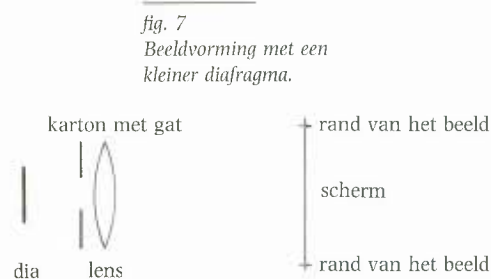 fig. 7
Beeldvorming met een
kleiner diafragma.
karton met gat
rand van het beeld
scherm
rand van het beeld
dia
lens